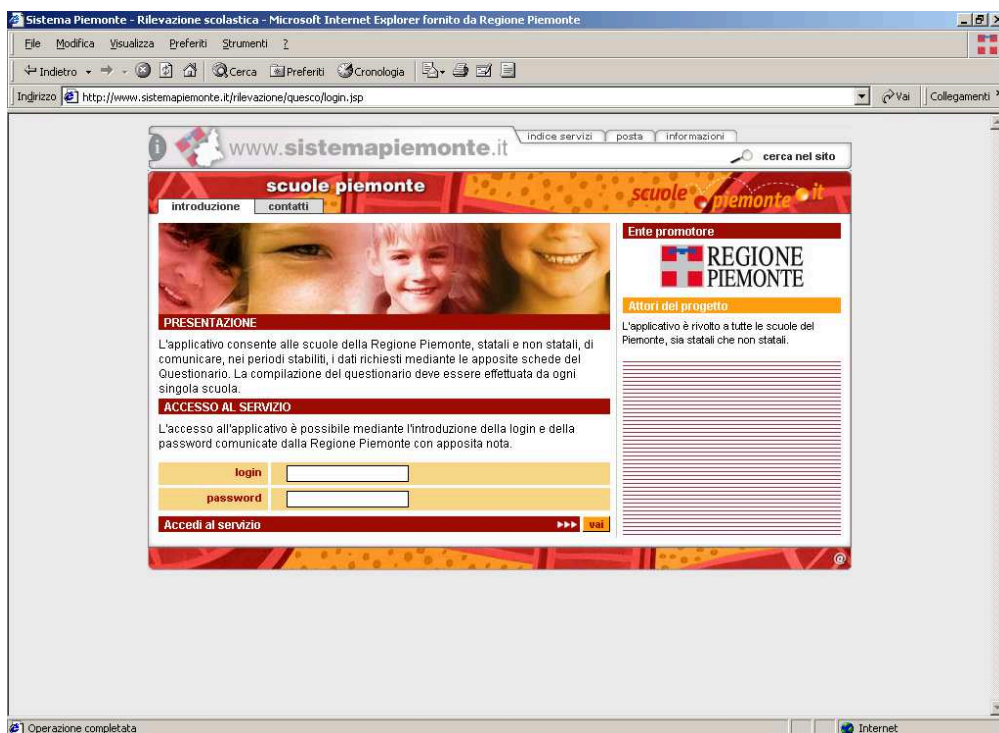 Sistema Piemonte - Rilevazione scolastica - Microsoft Internet Explorer fornito da Regione Piemonte
File Modifica Visualizza Preferiti Strumenti ?
Indietro Cerca Preferiti Cronologia
Indirizzo http://www.sistemapiemonte.it/rilevazione/quesco/login.jsp Vai Collegamenti
indice servizi posta informazioni
www.sistemapiemonte.it
cerca nel sito
scuole piemonte
scuole piemonte it
introduzione contatti
PRESENTAZIONE
L'applicativo consente alle scuole della Regione Piemonte, statali e non statali, di
comunicare, nei periodi stabiliti, i dati richiesti mediante le apposite schede del
Questionario. La compilazione del questionario deve essere effettuata da ogni
singola scuola.
ACCESSO AL SERVIZIO
L'accesso all'applicativo è possibile mediante l'introduzione della login e della
password comunicate dalla Regione Piemonte con apposita nota.
login
password
Accedi al servizio vai
Ente promotore
REGIONE
PIEMONTE
Attori del progetto
L'applicativo è rivolto a tutte le scuole del
Piemonte, sia statali che non statali.
@
Operazione completata Internet